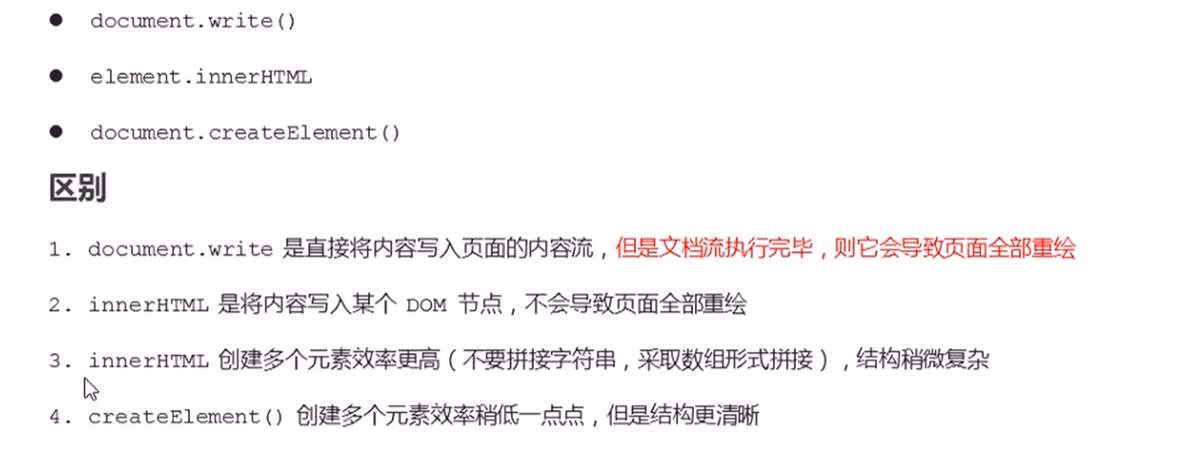 ● document.write()
● element.innerHTML
● document.createElement()
区别
1. document.write 是直接将内容写入页面的内容流，但是文档流执行完毕，则它会导致页面全部重绘
2. innerHTML 是将内容写入某个 DOM 节点，不会导致页面全部重绘
3. innerHTML 创建多个元素效率更高（不要拼接字符串，采取数组形式拼接），结构稍微复杂
4. createElement() 创建多个元素效率稍低一点点，但是结构更清晰